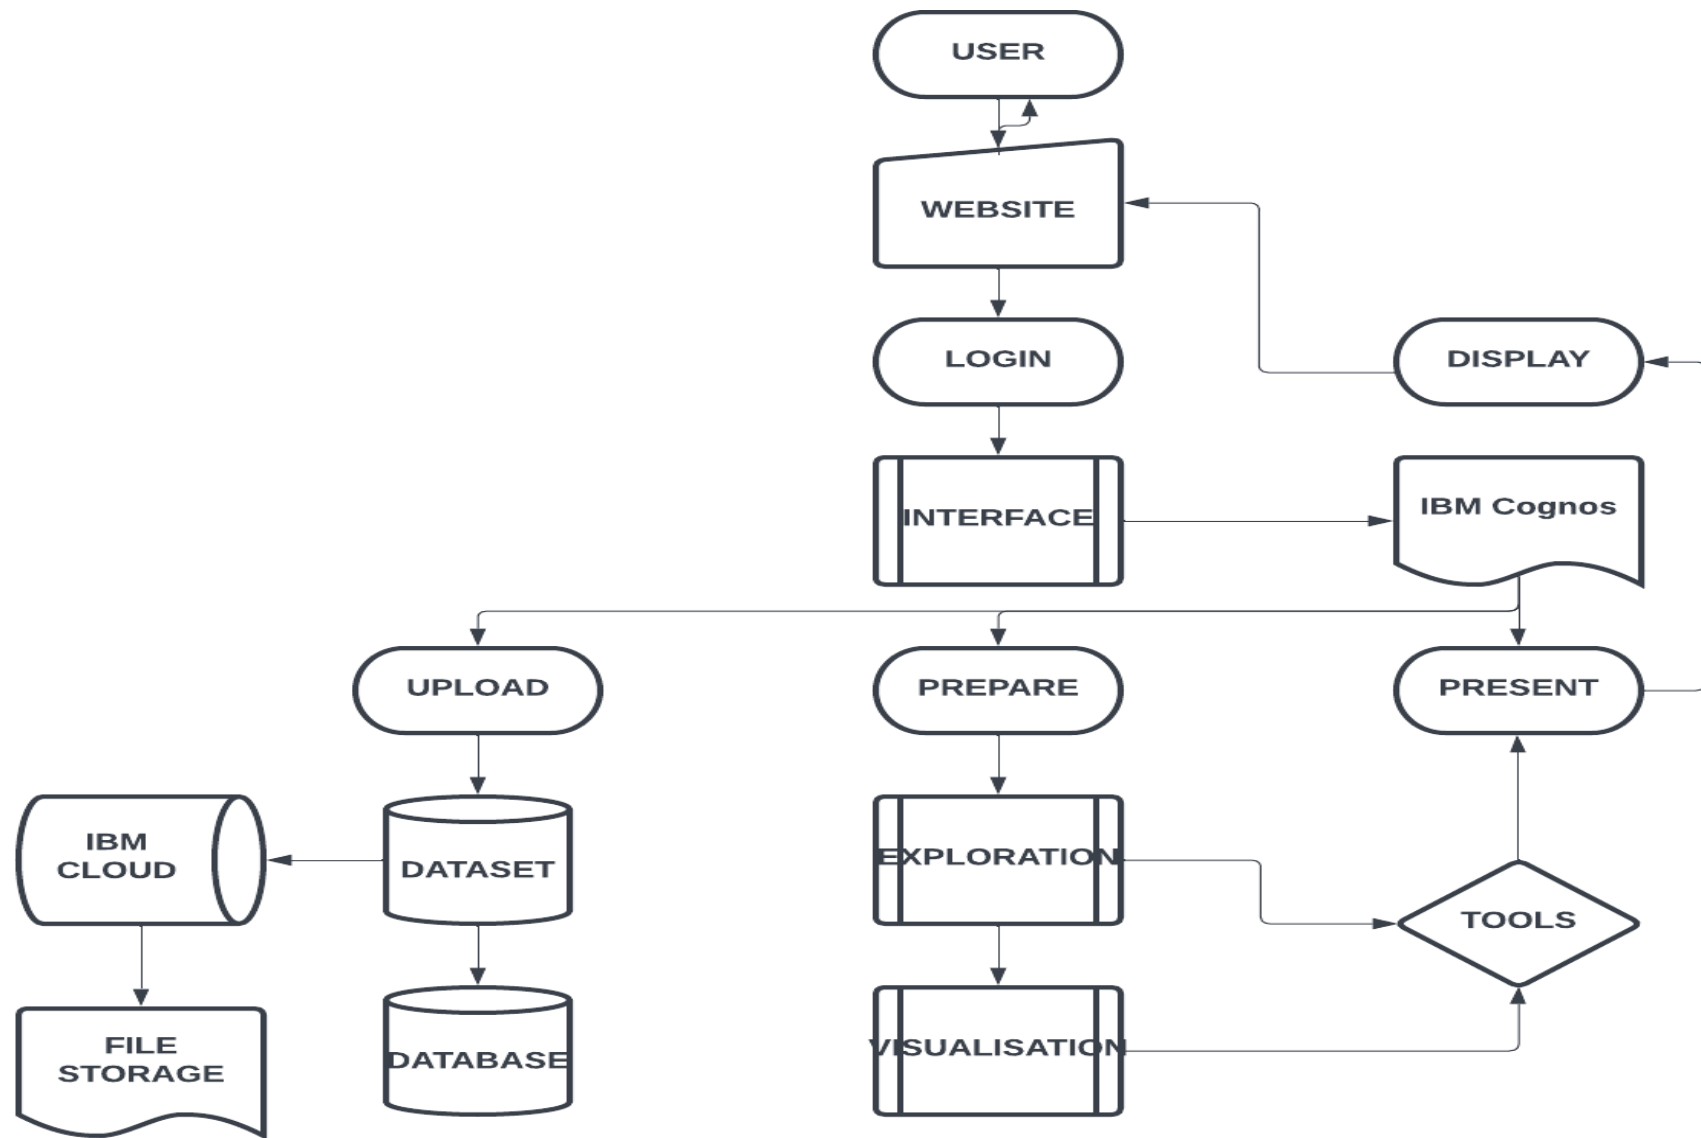 USER
WEBSITE
LOGIN
DISPLAY
INTERFACE
IBM Cognos
UPLOAD
PREPARE
PRESENT
IBM
CLOUD
DATASET
EXPLORATION
TOOLS
FILE
STORAGE
DATABASE
VISUALISATION